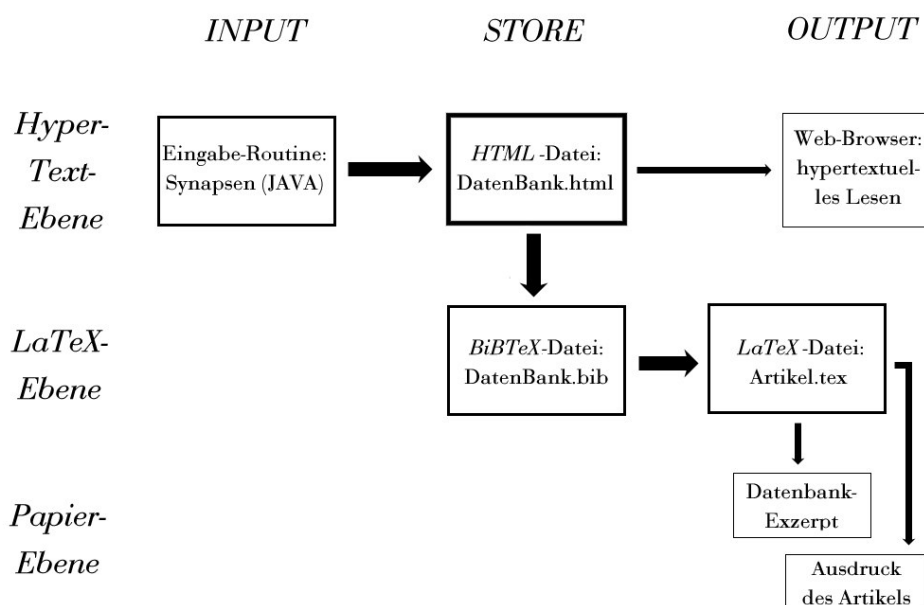 INPUT STORE OUTPUT
Hyper-
Text-
Ebene
Eingabe-Routine:
Synapsen (JAVA)
HTML-Datei:
DatenBank.html
Web-Browser:
hypertextuel-
les Lesen
LaTeX-
Ebene
BiBTeX-Datei:
DatenBank.bib
LaTeX-Datei:
Artikel.tex
Papier-
Ebene
Datenbank-
Exzerpt
Ausdruck
des Artikels